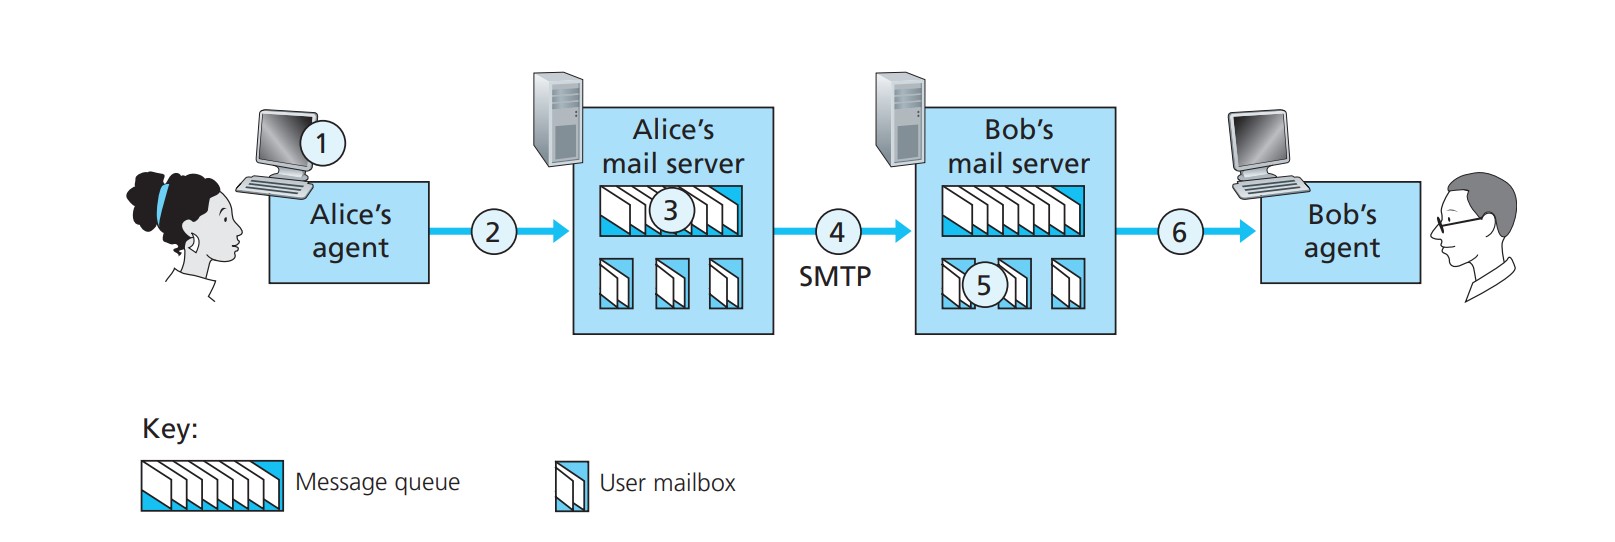 1
Alice's
agent
2
Alice's
mail server
3
4
SMTP
Bob's
mail server
5
6
Bob's
agent
Key:
Message queue
User mailbox